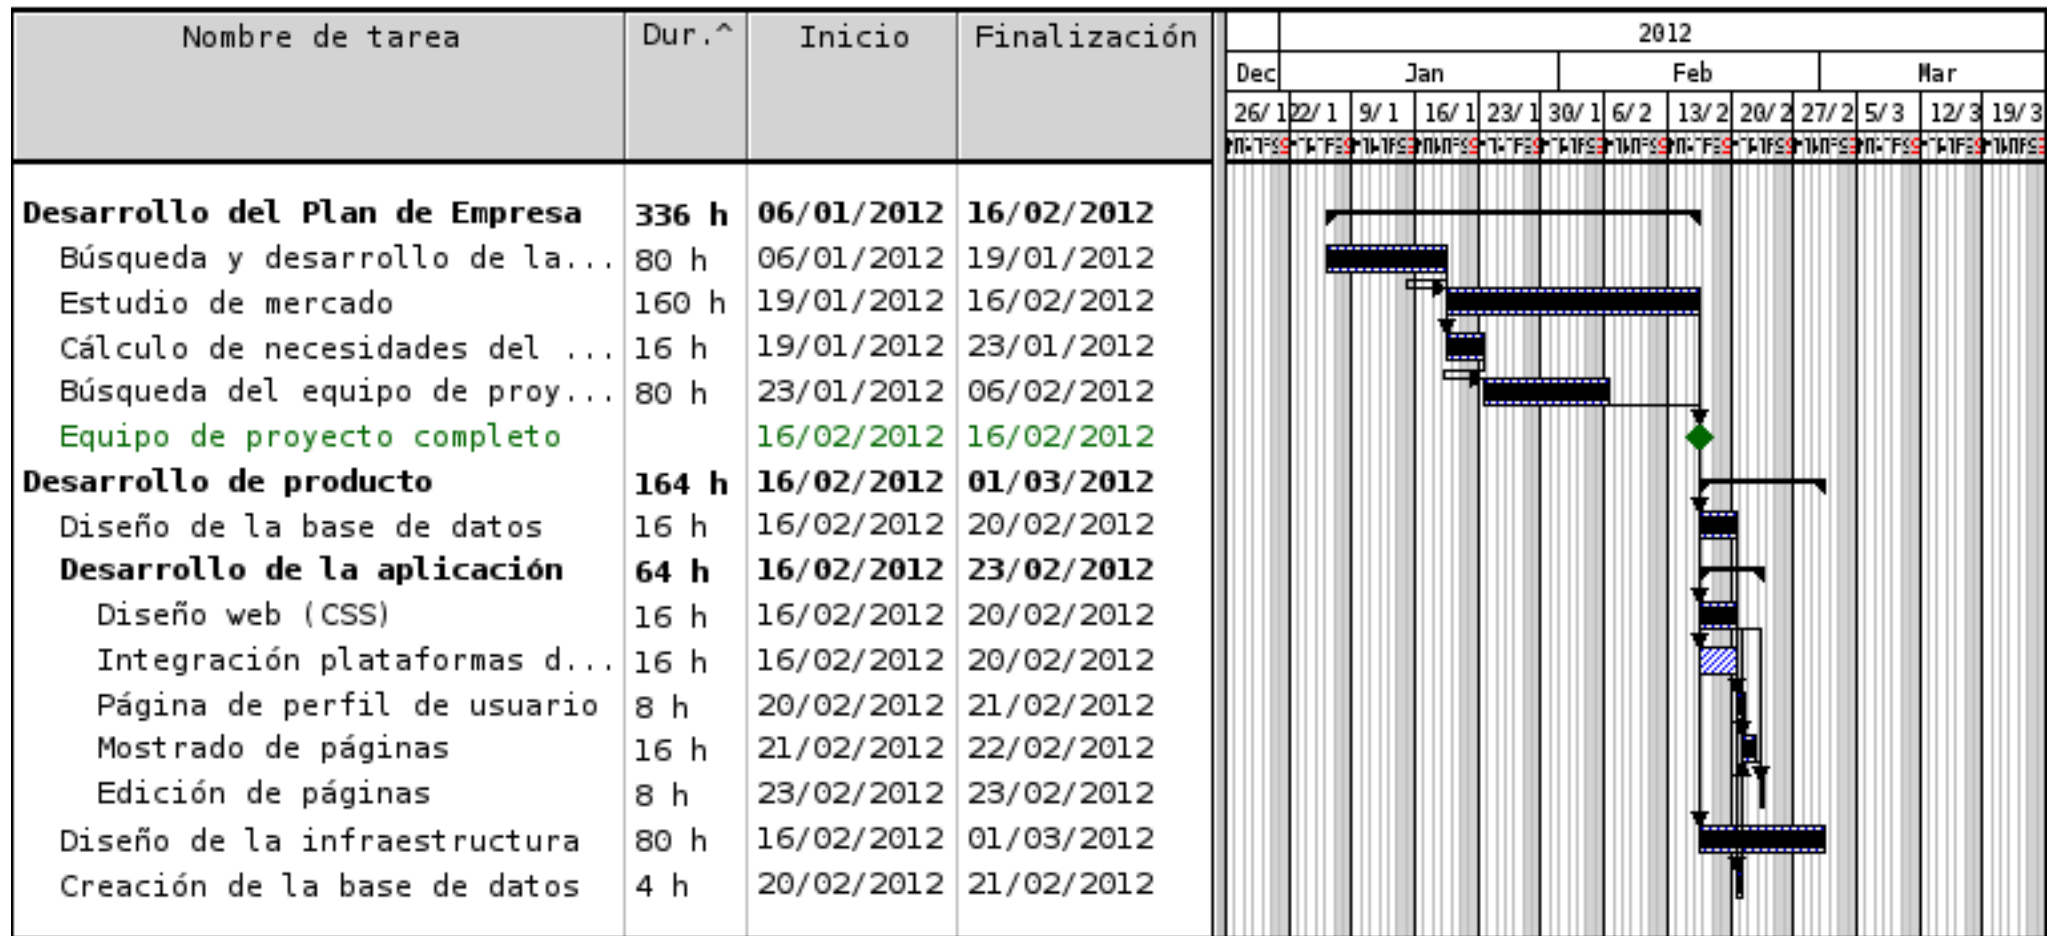 Nombre de tarea Dur.^ Inicio Finalización
2012
Dec Jan Feb Mar
26/12 2/1 9/1 16/1 23/1 30/1 6/2 13/2 20/2 27/2 5/3 12/3 19/3
Desarrollo del Plan de Empresa 336 h 06/01/2012 16/02/2012
Búsqueda y desarrollo de la... 80 h 06/01/2012 19/01/2012
Estudio de mercado 160 h 19/01/2012 16/02/2012
Cálculo de necesidades del ... 16 h 19/01/2012 23/01/2012
Búsqueda del equipo de proy... 80 h 23/01/2012 06/02/2012
Equipo de proyecto completo 16/02/2012 16/02/2012
Desarrollo de producto 164 h 16/02/2012 01/03/2012
Diseño de la base de datos 16 h 16/02/2012 20/02/2012
Desarrollo de la aplicación 64 h 16/02/2012 23/02/2012
Diseño web (CSS) 16 h 16/02/2012 20/02/2012
Integración plataformas d... 16 h 16/02/2012 20/02/2012
Página de perfil de usuario 8 h 20/02/2012 21/02/2012
Mostrado de páginas 16 h 21/02/2012 22/02/2012
Edición de páginas 8 h 23/02/2012 23/02/2012
Diseño de la infraestructura 80 h 16/02/2012 01/03/2012
Creación de la base de datos 4 h 20/02/2012 21/02/2012